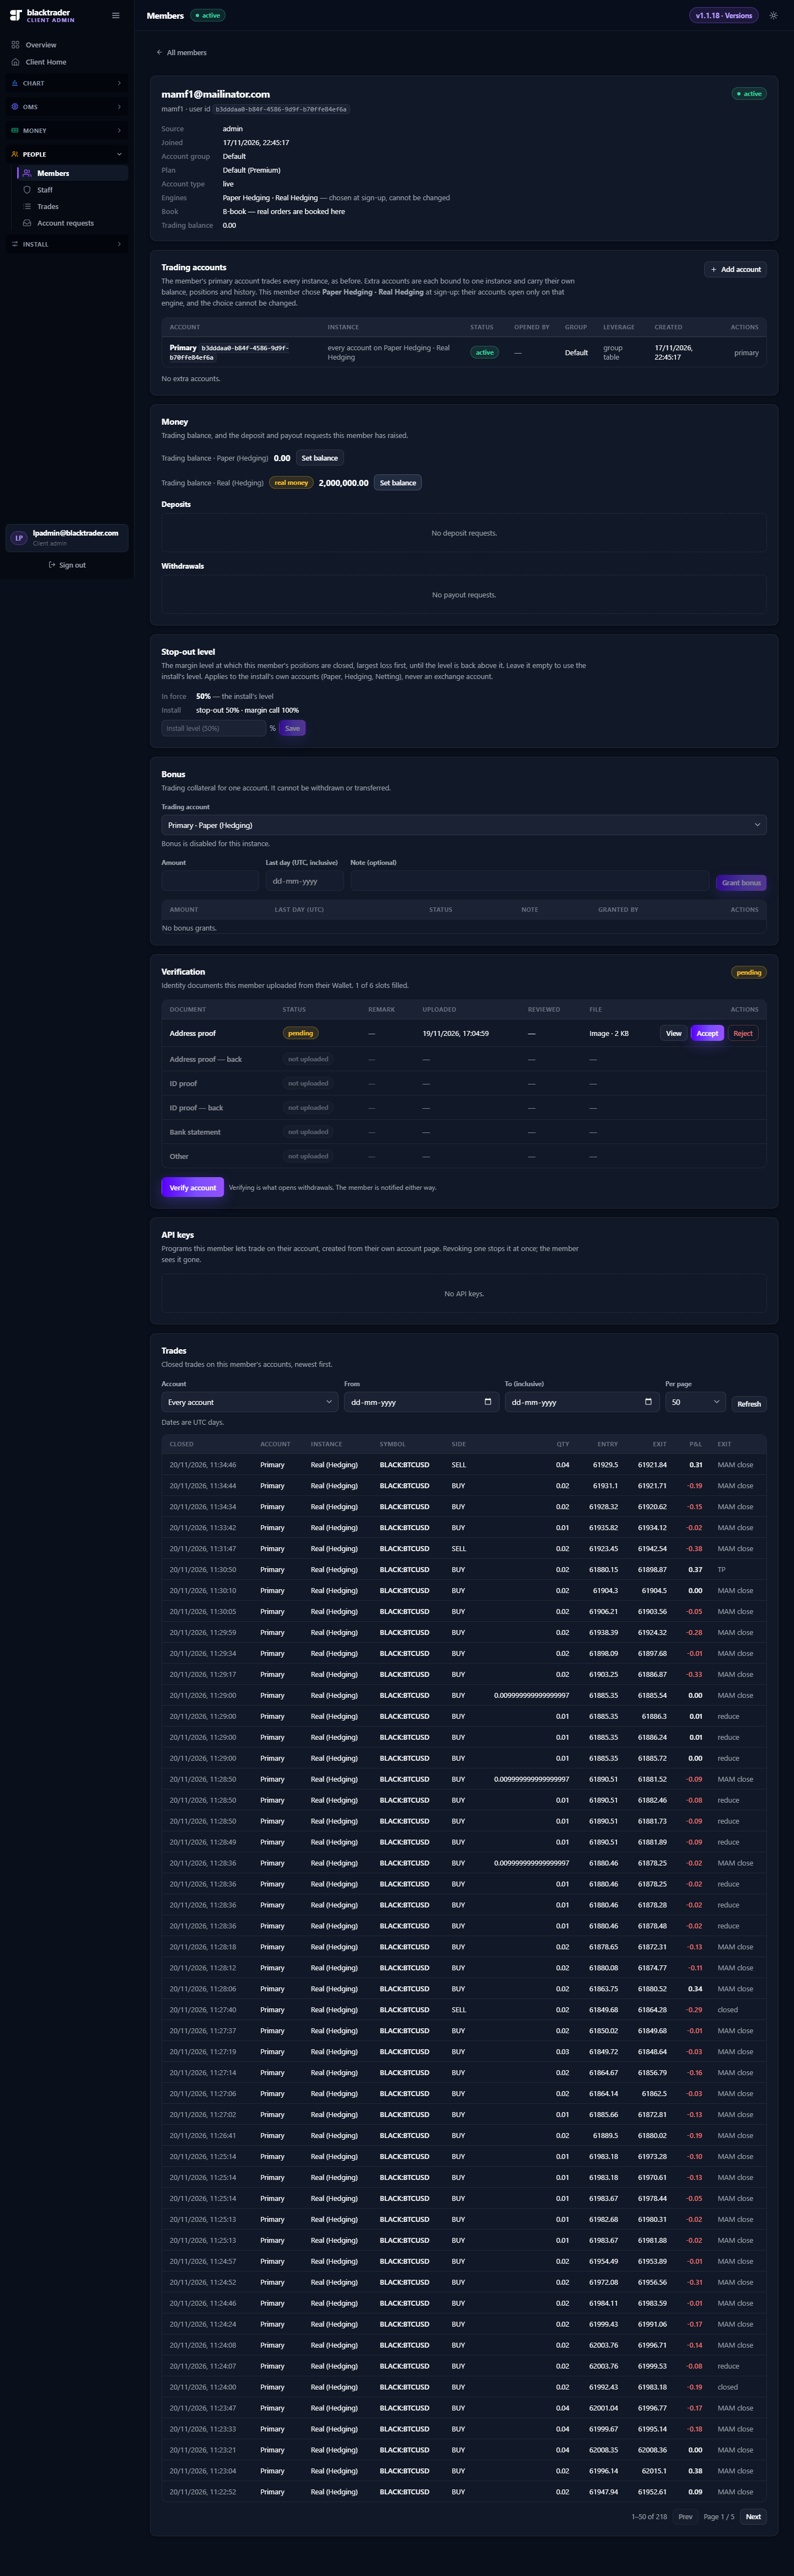 blacktrader
CLIENT ADMIN
Overview
Client Home
CHART
OMS
MONEY
PEOPLE
Members
Staff
Trades
Account requests
INSTALL
LP
lpadmin@blacktrader.com
Client admin
Sign out
Members active
v1.1.18 · Versions
All members
mamf1@mailinator.com
active
mamf1 · user id b3dddaa0-b84f-4586-9d9f-b70ffe84ef6a
Source admin
Joined 17/11/2026, 22:45:17
Account group Default
Plan Default (Premium)
Account type live
Engines Paper Hedging · Real Hedging — chosen at sign-up, cannot be changed
Book B-book — real orders are booked here
Trading balance 0.00
Trading accounts
+ Add account
The member's primary account trades every instance, as before. Extra accounts are each bound to one instance and carry their own
balance, positions and history. This member chose Paper Hedging · Real Hedging at sign-up: their accounts open only on that
engine, and the choice cannot be changed.
ACCOUNT INSTANCE STATUS OPENED BY GROUP LEVERAGE CREATED ACTIONS
Primary b3dddaa0-b84f-4586-9d9f-
b70ffe84ef6a
every account on Paper Hedging · Real
Hedging
active
—
Default
group
table
17/11/2026,
22:45:17
primary
No extra accounts.
Money
Trading balance, and the deposit and payout requests this member has raised.
Trading balance · Paper (Hedging) 0.00 Set balance
Trading balance · Real (Hedging) real money 2,000,000.00 Set balance
Deposits
No deposit requests.
Withdrawals
No payout requests.
Stop-out level
The margin level at which this member's positions are closed, largest loss first, until the level is back above it. Leave it empty to use the
install's level. Applies to the install's own accounts (Paper, Hedging, Netting), never an exchange account.
In force 50% — the install's level
Install stop-out 50% · margin call 100%
install level (50%) % Save
Bonus
Trading collateral for one account. It cannot be withdrawn or transferred.
Trading account
Primary · Paper (Hedging)
Bonus is disabled for this instance.
Amount Last day (UTC, inclusive) Note (optional)
dd-mm-yyyy Grant bonus
AMOUNT LAST DAY (UTC) STATUS NOTE GRANTED BY ACTIONS
No bonus grants.
Verification
pending
Identity documents this member uploaded from their Wallet. 1 of 6 slots filled.
DOCUMENT STATUS REMARK UPLOADED REVIEWED FILE ACTIONS
Address proof pending — 19/11/2026, 17:04:59 — Image · 2 KB View Accept Reject
Address proof — back not uploaded — — — —
ID proof not uploaded — — — —
ID proof — back not uploaded — — — —
Bank statement not uploaded — — — —
Other not uploaded — — — —
Verify account Verifying is what opens withdrawals. The member is notified either way.
API keys
Programs this member lets trade on their account, created from their own account page. Revoking one stops it at once; the member
sees it gone.
No API keys.
Trades
Closed trades on this member's accounts, newest first.
Account From To (inclusive) Per page
Every account dd-mm-yyyy dd-mm-yyyy 50 Refresh
Dates are UTC days.
CLOSED ACCOUNT INSTANCE SYMBOL SIDE QTY ENTRY EXIT P&L EXIT
20/11/2026, 11:34:46 Primary Real (Hedging) BLACK:BTCUSD SELL 0.04 61929.5 61921.84 0.31 MAM close
20/11/2026, 11:34:44 Primary Real (Hedging) BLACK:BTCUSD BUY 0.02 61931.1 61921.71 -0.19 MAM close
20/11/2026, 11:34:34 Primary Real (Hedging) BLACK:BTCUSD BUY 0.02 61928.32 61920.62 -0.15 MAM close
20/11/2026, 11:33:42 Primary Real (Hedging) BLACK:BTCUSD BUY 0.01 61935.82 61934.12 -0.02 MAM close
20/11/2026, 11:31:47 Primary Real (Hedging) BLACK:BTCUSD SELL 0.02 61923.45 61942.54 -0.38 MAM close
20/11/2026, 11:30:50 Primary Real (Hedging) BLACK:BTCUSD BUY 0.02 61880.15 61898.87 0.37 TP
20/11/2026, 11:30:10 Primary Real (Hedging) BLACK:BTCUSD BUY 0.02 61904.3 61904.5 0.00 MAM close
20/11/2026, 11:30:05 Primary Real (Hedging) BLACK:BTCUSD BUY 0.02 61906.21 61903.56 -0.05 MAM close
20/11/2026, 11:29:59 Primary Real (Hedging) BLACK:BTCUSD BUY 0.02 61938.39 61924.32 -0.28 MAM close
20/11/2026, 11:29:34 Primary Real (Hedging) BLACK:BTCUSD BUY 0.02 61898.09 61897.68 -0.01 MAM close
20/11/2026, 11:29:17 Primary Real (Hedging) BLACK:BTCUSD BUY 0.02 61903.25 61886.87 -0.33 MAM close
20/11/2026, 11:29:00 Primary Real (Hedging) BLACK:BTCUSD BUY 0.009999999999999997 61885.35 61885.54 0.00 MAM close
20/11/2026, 11:29:00 Primary Real (Hedging) BLACK:BTCUSD BUY 0.01 61885.35 61886.3 0.01 reduce
20/11/2026, 11:29:00 Primary Real (Hedging) BLACK:BTCUSD BUY 0.01 61885.35 61886.24 0.01 reduce
20/11/2026, 11:29:00 Primary Real (Hedging) BLACK:BTCUSD BUY 0.01 61885.35 61885.72 0.00 reduce
20/11/2026, 11:28:50 Primary Real (Hedging) BLACK:BTCUSD BUY 0.009999999999999997 61890.51 61881.52 -0.09 MAM close
20/11/2026, 11:28:50 Primary Real (Hedging) BLACK:BTCUSD BUY 0.01 61890.51 61882.46 -0.08 reduce
20/11/2026, 11:28:50 Primary Real (Hedging) BLACK:BTCUSD BUY 0.01 61890.51 61881.73 -0.09 reduce
20/11/2026, 11:28:49 Primary Real (Hedging) BLACK:BTCUSD BUY 0.01 61890.51 61881.89 -0.09 reduce
20/11/2026, 11:28:36 Primary Real (Hedging) BLACK:BTCUSD BUY 0.009999999999999997 61880.46 61878.25 -0.02 MAM close
20/11/2026, 11:28:36 Primary Real (Hedging) BLACK:BTCUSD BUY 0.01 61880.46 61878.25 -0.02 reduce
20/11/2026, 11:28:36 Primary Real (Hedging) BLACK:BTCUSD BUY 0.01 61880.46 61878.28 -0.02 reduce
20/11/2026, 11:28:36 Primary Real (Hedging) BLACK:BTCUSD BUY 0.01 61880.46 61878.48 -0.02 reduce
20/11/2026, 11:28:18 Primary Real (Hedging) BLACK:BTCUSD BUY 0.02 61878.65 61872.31 -0.13 MAM close
20/11/2026, 11:28:12 Primary Real (Hedging) BLACK:BTCUSD BUY 0.02 61880.08 61874.77 -0.11 MAM close
20/11/2026, 11:28:06 Primary Real (Hedging) BLACK:BTCUSD BUY 0.02 61863.75 61880.52 0.34 MAM close
20/11/2026, 11:27:40 Primary Real (Hedging) BLACK:BTCUSD SELL 0.02 61849.68 61864.28 -0.29 closed
20/11/2026, 11:27:37 Primary Real (Hedging) BLACK:BTCUSD BUY 0.02 61850.02 61849.68 -0.01 MAM close
20/11/2026, 11:27:19 Primary Real (Hedging) BLACK:BTCUSD BUY 0.03 61849.72 61848.64 -0.03 MAM close
20/11/2026, 11:27:14 Primary Real (Hedging) BLACK:BTCUSD BUY 0.02 61864.67 61856.79 -0.16 MAM close
20/11/2026, 11:27:06 Primary Real (Hedging) BLACK:BTCUSD BUY 0.02 61864.14 61862.5 -0.03 MAM close
20/11/2026, 11:27:02 Primary Real (Hedging) BLACK:BTCUSD BUY 0.01 61885.66 61872.81 -0.13 MAM close
20/11/2026, 11:26:41 Primary Real (Hedging) BLACK:BTCUSD BUY 0.02 61889.5 61880.02 -0.19 MAM close
20/11/2026, 11:25:14 Primary Real (Hedging) BLACK:BTCUSD BUY 0.01 61983.18 61973.28 -0.10 MAM close
20/11/2026, 11:25:14 Primary Real (Hedging) BLACK:BTCUSD BUY 0.01 61983.18 61970.61 -0.13 MAM close
20/11/2026, 11:25:14 Primary Real (Hedging) BLACK:BTCUSD BUY 0.01 61983.67 61978.44 -0.05 MAM close
20/11/2026, 11:25:13 Primary Real (Hedging) BLACK:BTCUSD BUY 0.01 61982.68 61980.31 -0.02 MAM close
20/11/2026, 11:25:13 Primary Real (Hedging) BLACK:BTCUSD BUY 0.01 61983.67 61981.88 -0.02 MAM close
20/11/2026, 11:24:57 Primary Real (Hedging) BLACK:BTCUSD BUY 0.02 61954.49 61953.89 -0.01 MAM close
20/11/2026, 11:24:52 Primary Real (Hedging) BLACK:BTCUSD BUY 0.02 61972.08 61956.56 -0.31 MAM close
20/11/2026, 11:24:46 Primary Real (Hedging) BLACK:BTCUSD BUY 0.02 61984.11 61983.59 -0.01 MAM close
20/11/2026, 11:24:24 Primary Real (Hedging) BLACK:BTCUSD BUY 0.02 61999.43 61991.06 -0.17 MAM close
20/11/2026, 11:24:08 Primary Real (Hedging) BLACK:BTCUSD BUY 0.02 62003.76 61996.71 -0.14 MAM close
20/11/2026, 11:24:07 Primary Real (Hedging) BLACK:BTCUSD BUY 0.02 62003.76 61999.53 -0.08 reduce
20/11/2026, 11:24:00 Primary Real (Hedging) BLACK:BTCUSD BUY 0.02 61992.43 61983.18 -0.19 closed
20/11/2026, 11:23:47 Primary Real (Hedging) BLACK:BTCUSD BUY 0.04 62001.04 61996.77 -0.17 MAM close
20/11/2026, 11:23:33 Primary Real (Hedging) BLACK:BTCUSD BUY 0.04 61999.67 61995.14 -0.18 MAM close
20/11/2026, 11:23:21 Primary Real (Hedging) BLACK:BTCUSD BUY 0.04 62008.35 62008.36 0.00 MAM close
20/11/2026, 11:23:04 Primary Real (Hedging) BLACK:BTCUSD BUY 0.02 61996.14 62015.1 0.38 MAM close
20/11/2026, 11:22:52 Primary Real (Hedging) BLACK:BTCUSD BUY 0.02 61947.94 61952.61 0.09 MAM close
1–50 of 218 Prev Page 1 / 5 Next